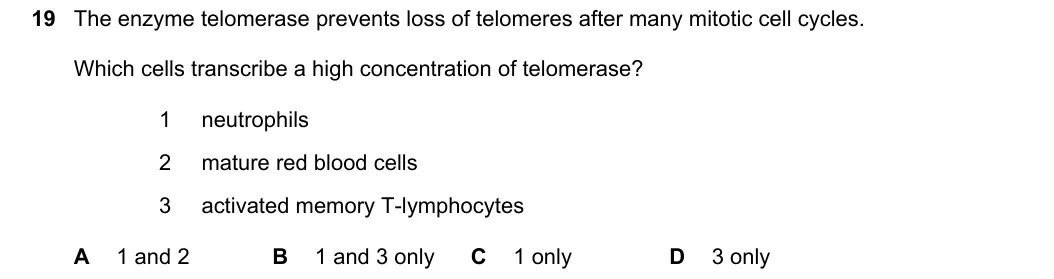 19 The enzyme telomerase prevents loss of telomeres after many mitotic cell cycles.
Which cells transcribe a high concentration of telomerase?
1 neutrophils
2 mature red blood cells
3 activated memory T-lymphocytes
A 1 and 2 B 1 and 3 only C 1 only D 3 only